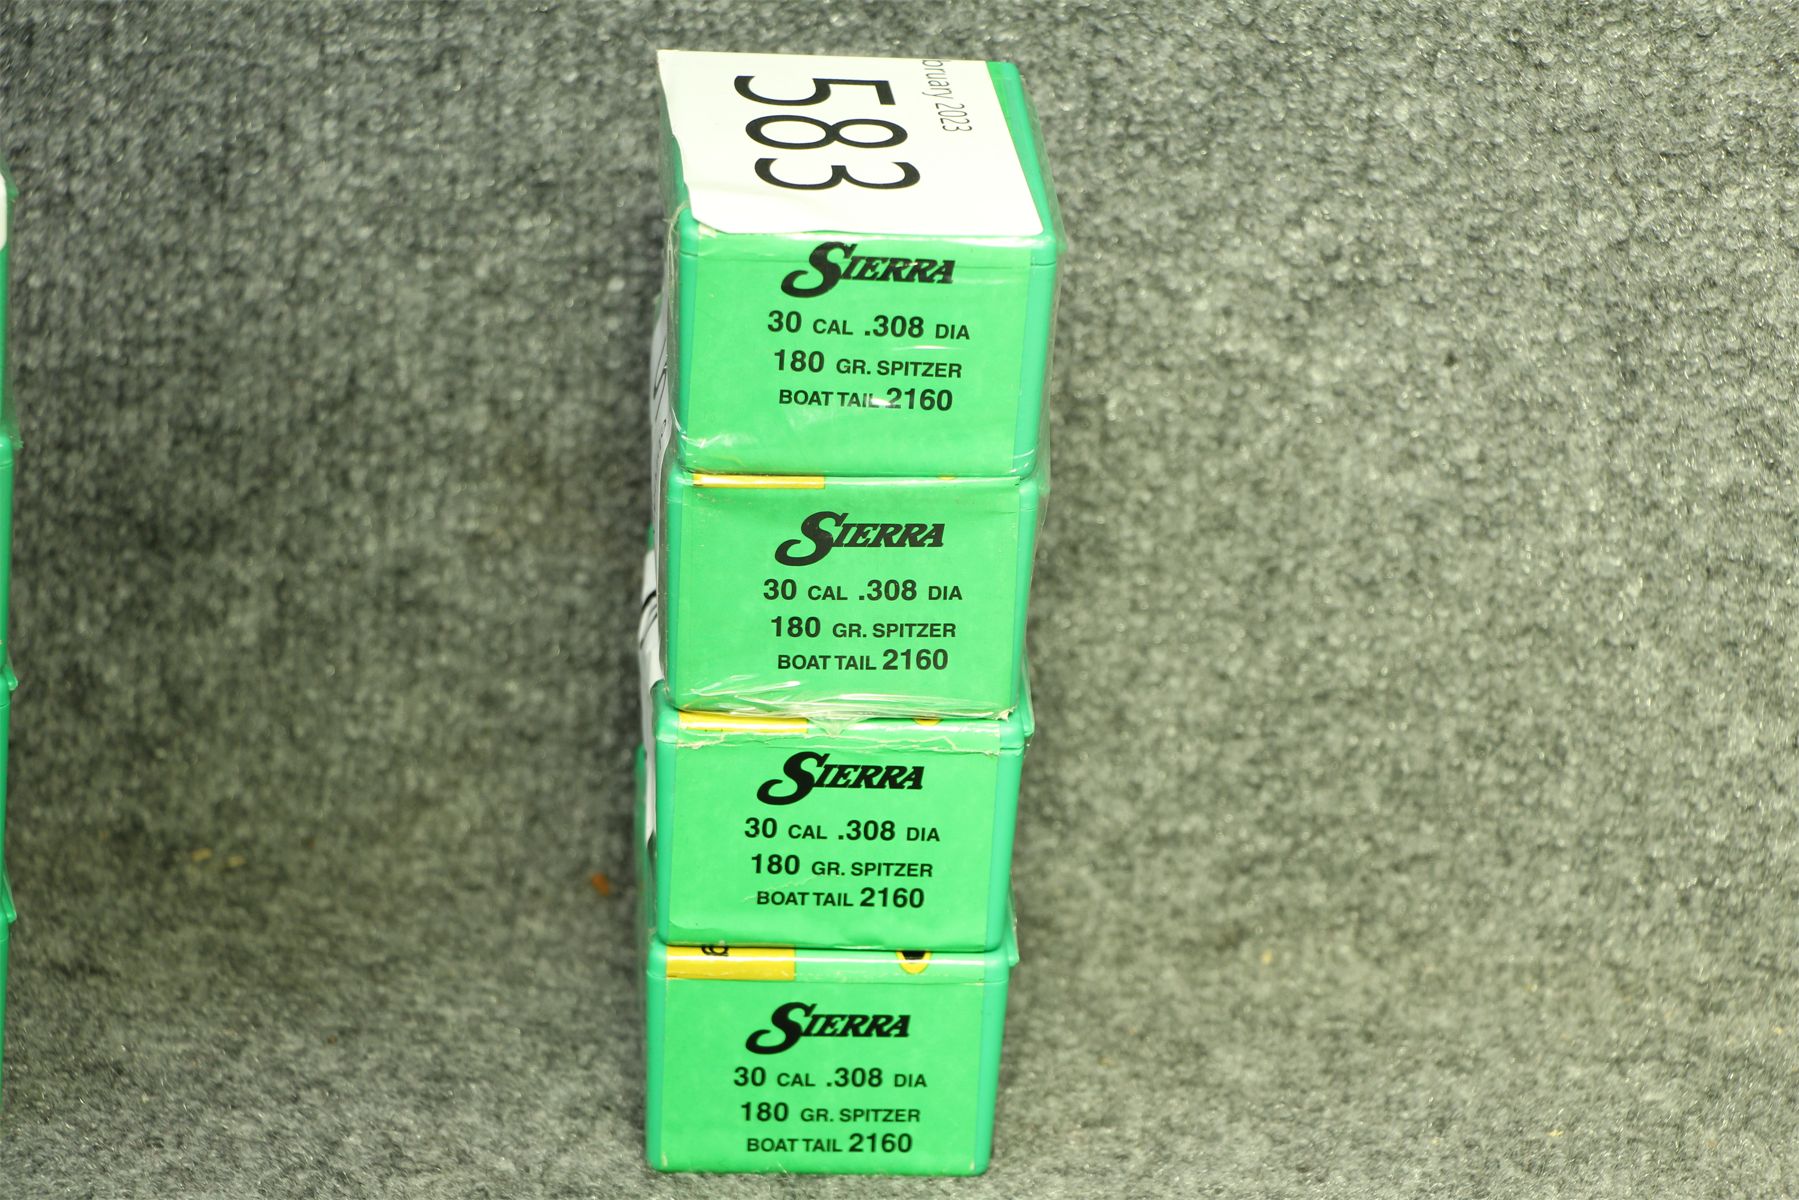 583
2023
SIERRA
30 CAL .308 DIA
180 GR. SPITZER
BOAT TAIL 2160
SIERRA
30 CAL .308 DIA
180 GR. SPITZER
BOAT TAIL 2160
SIERRA
30 CAL .308 DIA
180 GR. SPITZER
BOAT TAIL 2160
SIERRA
30 CAL .308 DIA
180 GR. SPITZER
BOAT TAIL 2160